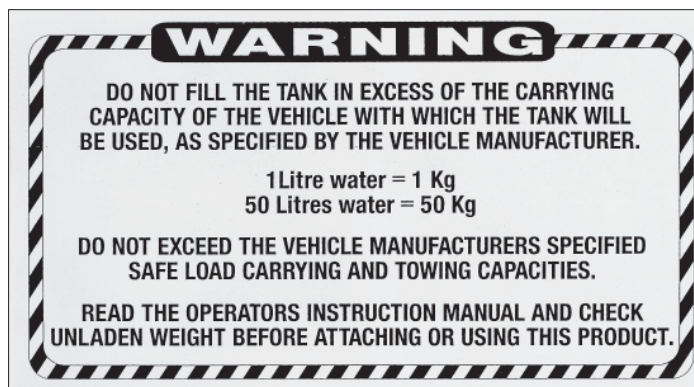 WARNING
DO NOT FILL THE TANK IN EXCESS OF THE CARRYING
CAPACITY OF THE VEHICLE WITH WHICH THE TANK WILL
BE USED, AS SPECIFIED BY THE VEHICLE MANUFACTURER.
1Litre water = 1 Kg
50 Litres water = 50 Kg
DO NOT EXCEED THE VEHICLE MANUFACTURERS SPECIFIED
SAFE LOAD CARRYING AND TOWING CAPACITIES.
READ THE OPERATORS INSTRUCTION MANUAL AND CHECK
UNLADEN WEIGHT BEFORE ATTACHING OR USING THIS PRODUCT.